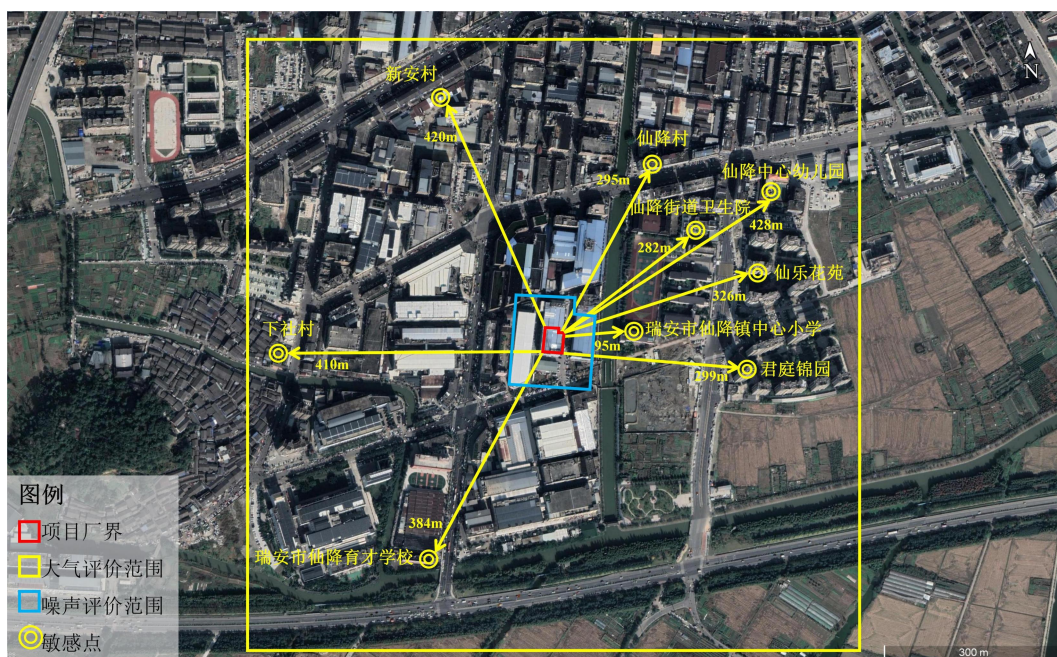 N
新安村
420m
仙降村
295m
仙降中心幼儿园
428m
仙降街道卫生院
282m
仙乐花苑
326m
瑞安市仙降镇中心小学
95m
下社村
410m
君庭锦园
299m
384m
瑞安市仙降育才学校
图例
项目厂界
大气评价范围
噪声评价范围
敏感点
300 m